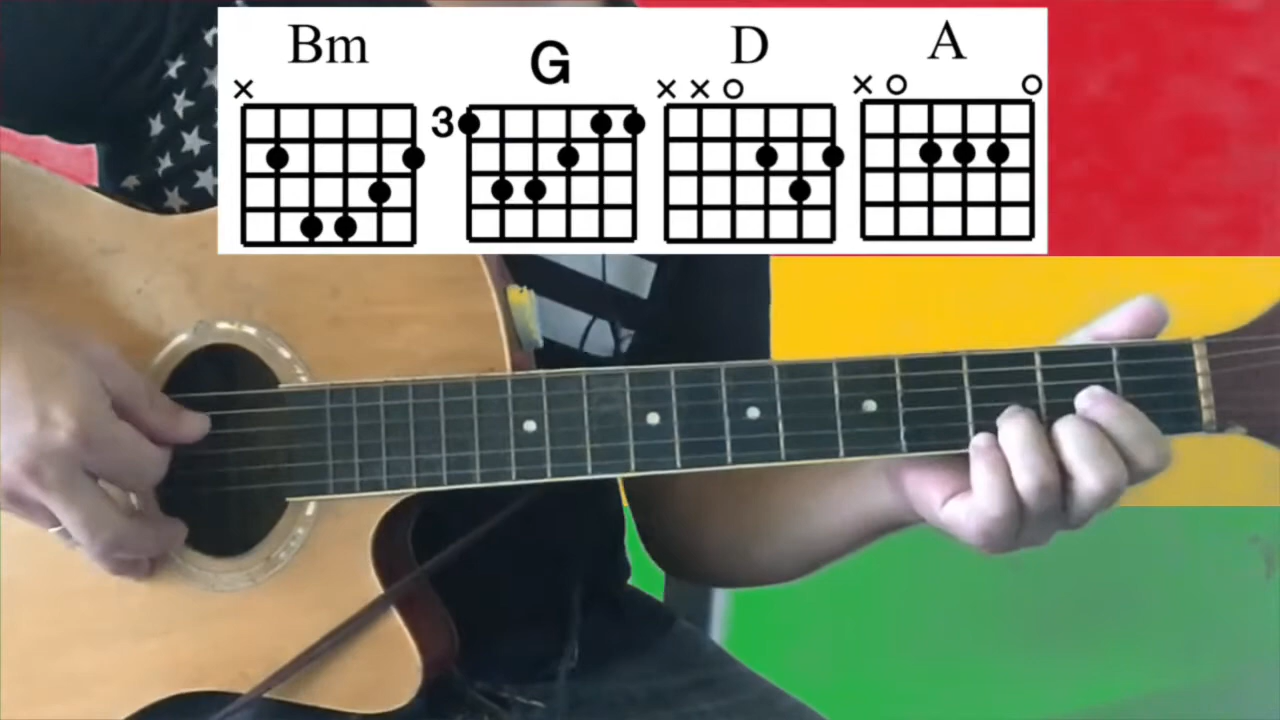 Bm G D A
× × × ○ × ○ ○
3